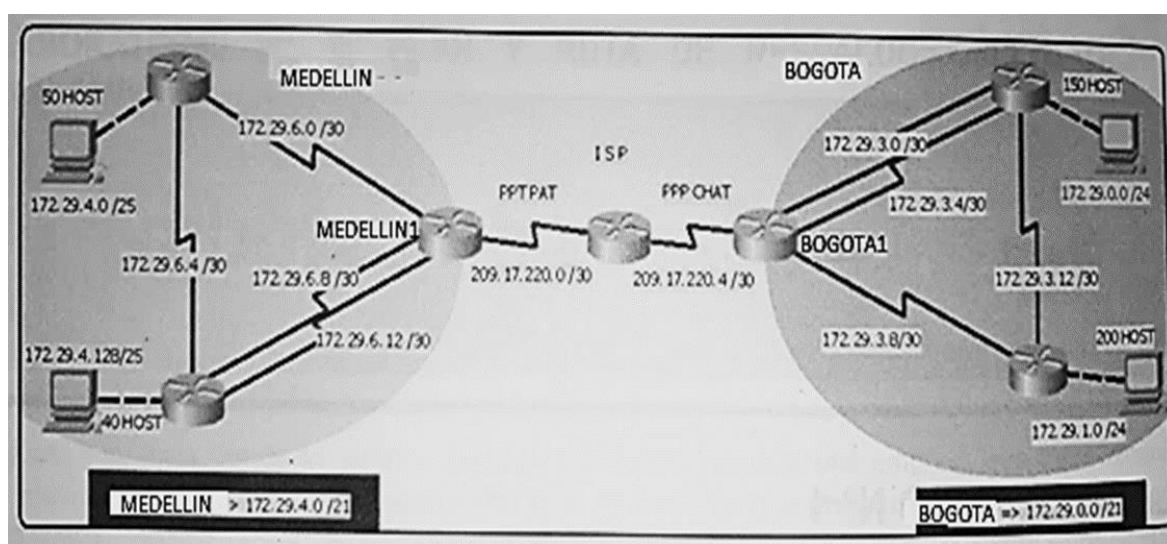 MEDELLIN
BOGOTA
50 HOST
150 HOST
172.29.6.0 /30
172.29.3.0/30
ISP
172.29.4.0 /25
PPT PAT
PPP CHAT
172.29.0.0/24
172.29.3.4/30
MEDELLIN1
BOGOTA1
172.29.6.4 /30
172.29.6.8 /30
209.17.220.0 /30
209.17.220.4 /30
172.29.3.12 /30
172.29.6.12 /30
172.29.3.8/30
200 HOST
172.29.4.128/25
40 HOST
172.29.1.0 /24
MEDELLIN > 172.29.4.0 /21
BOGOTA => 172.29.0.0/21